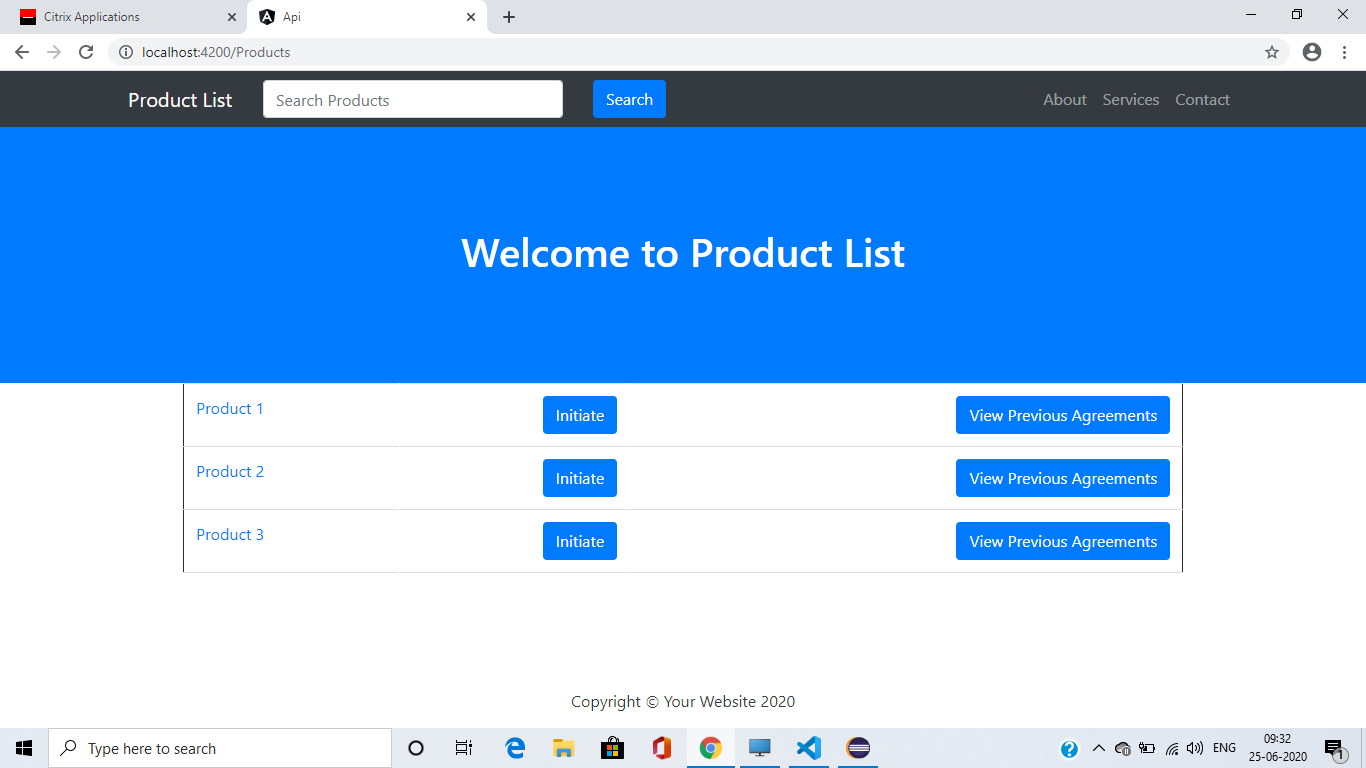 Citrix Applications
Api
localhost:4200/Products
Product List
Search Products
Search
About
Services
Contact
Welcome to Product List
Product 1
Initiate
View Previous Agreements
Product 2
Initiate
View Previous Agreements
Product 3
Initiate
View Previous Agreements
Copyright © Your Website 2020
Type here to search
ENG
09:32
25-06-2020
1